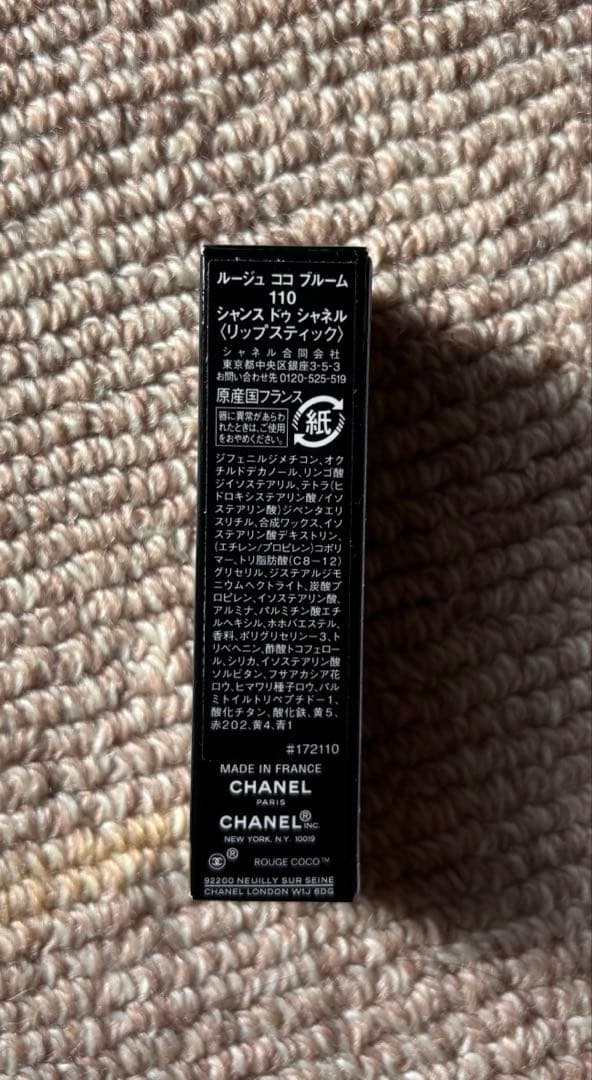 ルージュ ココ ブルーム
110
シャンス ドゥ シャネル
〈リップスティック〉
シャネル合同会社
東京都中央区銀座3-5-3
お問い合わせ先 0120-525-519
原産国フランス
唇に異常があらわ
れたときは、ご使用
をおやめください。
紙
ジフェニルジメチコン、オク
チルドデカノール、リンゴ酸
ジイソステアリル、テトラ(ヒ
ドロキシステアリン酸/イソ
ステアリン酸)ジペンタエリ
スリチル、合成ワックス、イソ
ステアリン酸デキストリン、
(エチレン/プロピレン)コポリ
マー、トリ脂肪酸(C8-12)
グリセリル、ジステアルジモ
ニウムヘクトライト、炭酸プ
ロピレン、イソステアリン酸、
アルミナ、パルミチン酸エチ
ルヘキシル、ホホバエステル、
香料、ポリグリセリン-3、ト
リベヘニン、酢酸トコフェロ
ール、シリカ、イソステアリン酸
ソルビタン、フサアカシア花
ロウ、ヒマワリ種子ロウ、パル
ミトイルトリペプチド-1、
酸化チタン、酸化鉄、黄5、
赤202、黄4、青1
#172110
MADE IN FRANCE
CHANEL
PARIS
CHANEL® INC.
NEW YORK, N.Y. 10019
® ROUGE COCO™
92200 NEUILLY SUR SEINE
CHANEL LONDON W1J 6DG